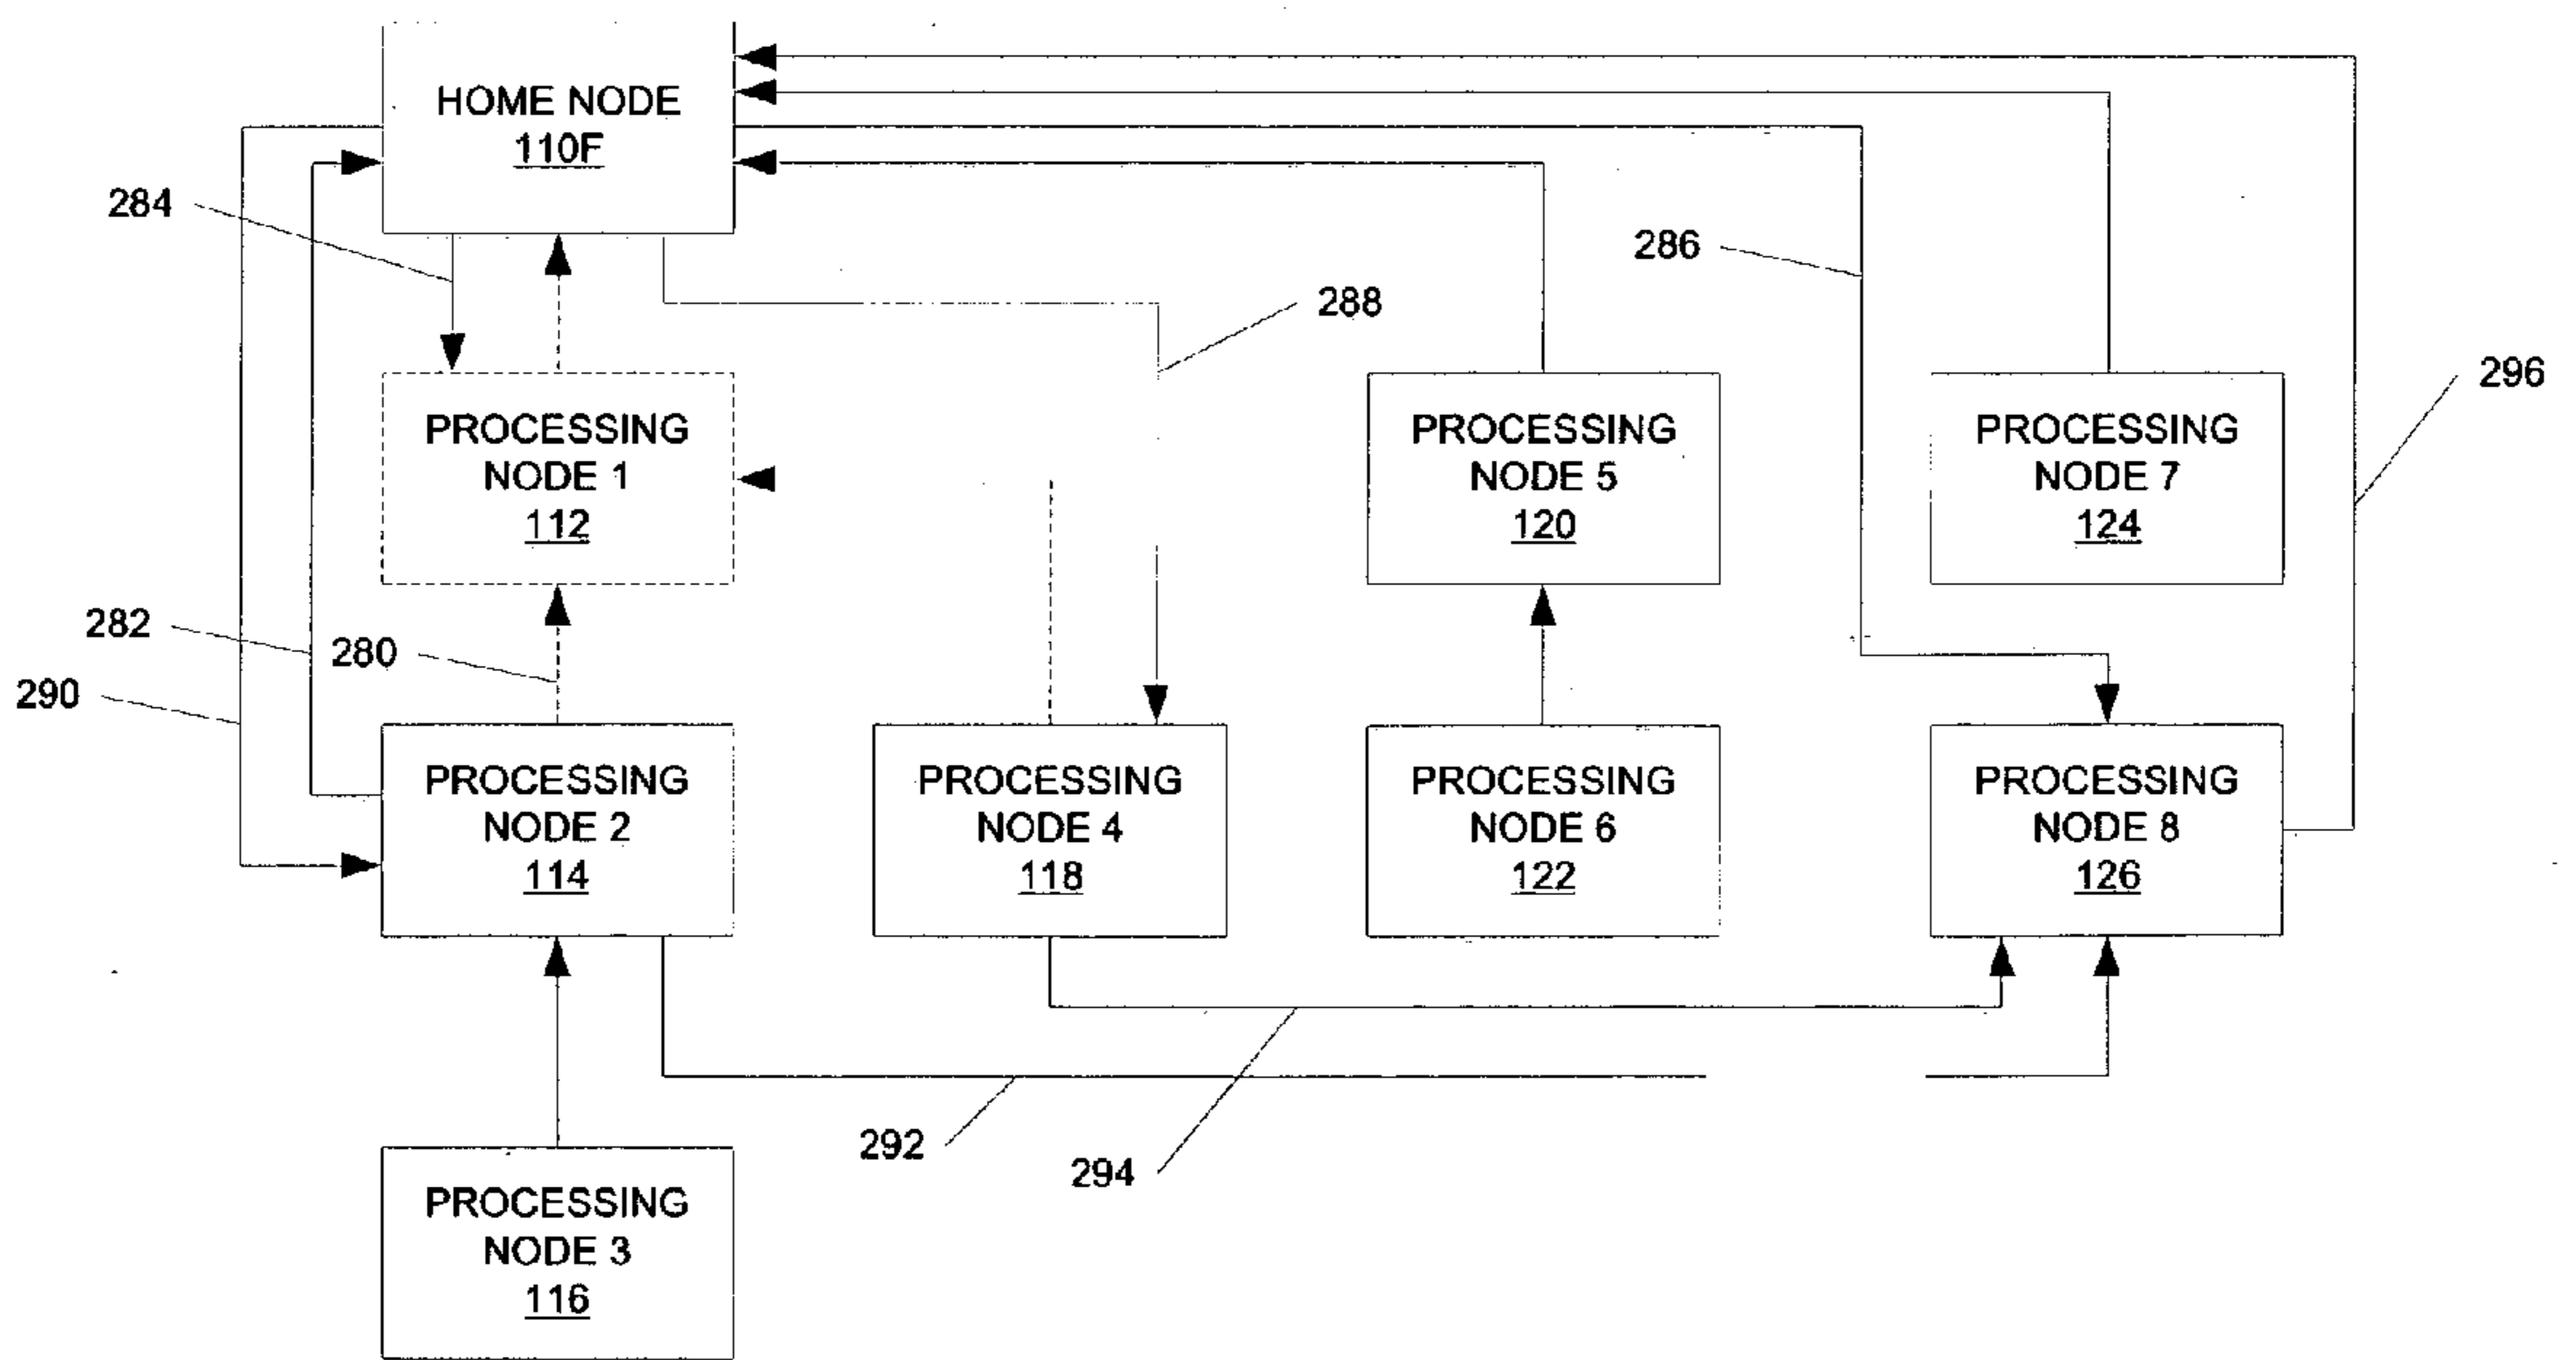 HOME NODE
110F
284
286
288
296
PROCESSING
NODE 1
112
PROCESSING
NODE 5
120
PROCESSING
NODE 7
124
282
280
290
PROCESSING
NODE 2
114
PROCESSING
NODE 4
118
PROCESSING
NODE 6
122
PROCESSING
NODE 8
126
292
294
PROCESSING
NODE 3
116